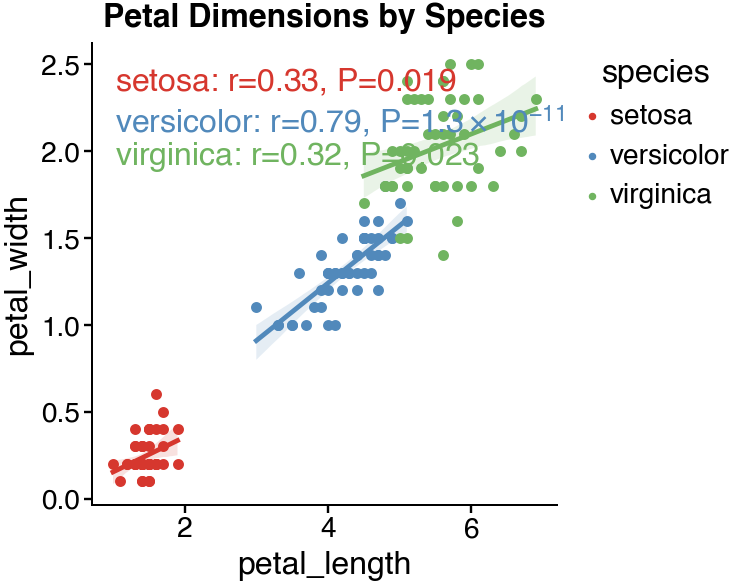 Petal Dimensions by Species
setosa: r=0.33, P=0.019
versicolor: r=0.79, P=1.3×10⁻¹¹
virginica: r=0.32, P=0.023
species
setosa
versicolor
virginica
petal_width
2.5
2.0
1.5
1.0
0.5
0.0
2 4 6
petal_length